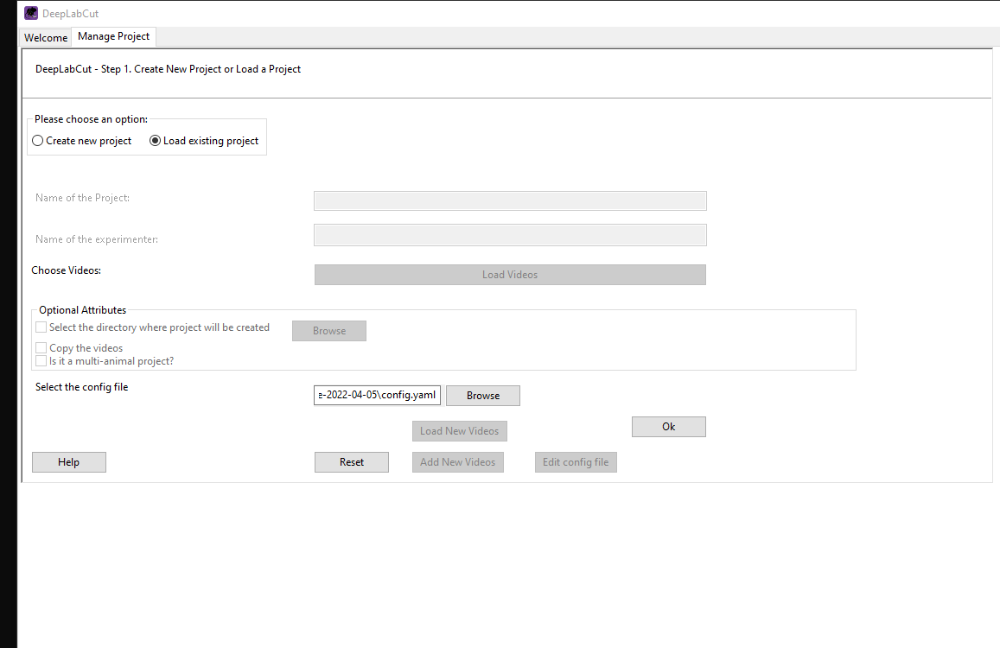 DeepLabCut
Welcome Manage Project
DeepLabCut - Step 1. Create New Project or Load a Project
Please choose an option:
Create new project Load existing project
Name of the Project:
Name of the experimenter:
Choose Videos: Load Videos
Optional Attributes
Select the directory where project will be created Browse
Copy the videos
Is it a multi-animal project?
Select the config file e-2022-04-05\config.yaml Browse
Load New Videos Ok
Help Reset Add New Videos Edit config file